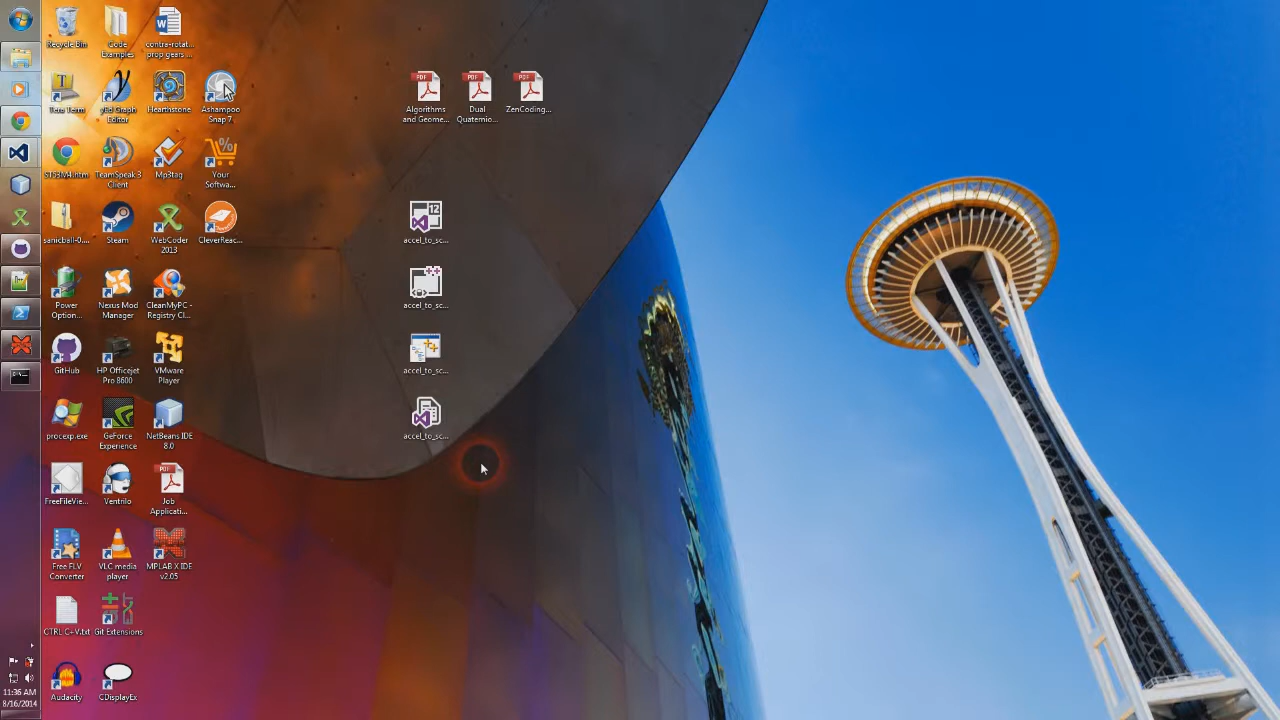 Recycle Bin
Code
Examples
contra-rotat...
prop gears ...
Tera Term
yEd Graph
Editor
Hearthstone
Ashampoo
Snap 7
TeamSpeak 3
Client
Mp3tag
Your
Softwa...
sanicball-0....
Steam
WebCoder
2013
CleverReac...
Power
Option...
Nexus Mod
Manager
CleanMyPC -
Registry Cl...
GitHub
HP Officejet
Pro 8600
VMware
Player
procexp.exe
GeForce
Experience
NetBeans IDE
8.0
FreeFileVie...
Ventrilo
Job
Applicati...
Free FLV
Converter
VLC media
player
MPLAB X IDE
v2.05
CTRL C+V.txt
Git Extensions
Audacity
CDisplayEx
Algorithms
and Geome...
Dual
Quaternio...
ZenCoding...
accel_to_sc...
accel_to_sc...
accel_to_sc...
accel_to_sc...
11:36 AM
8/16/2014